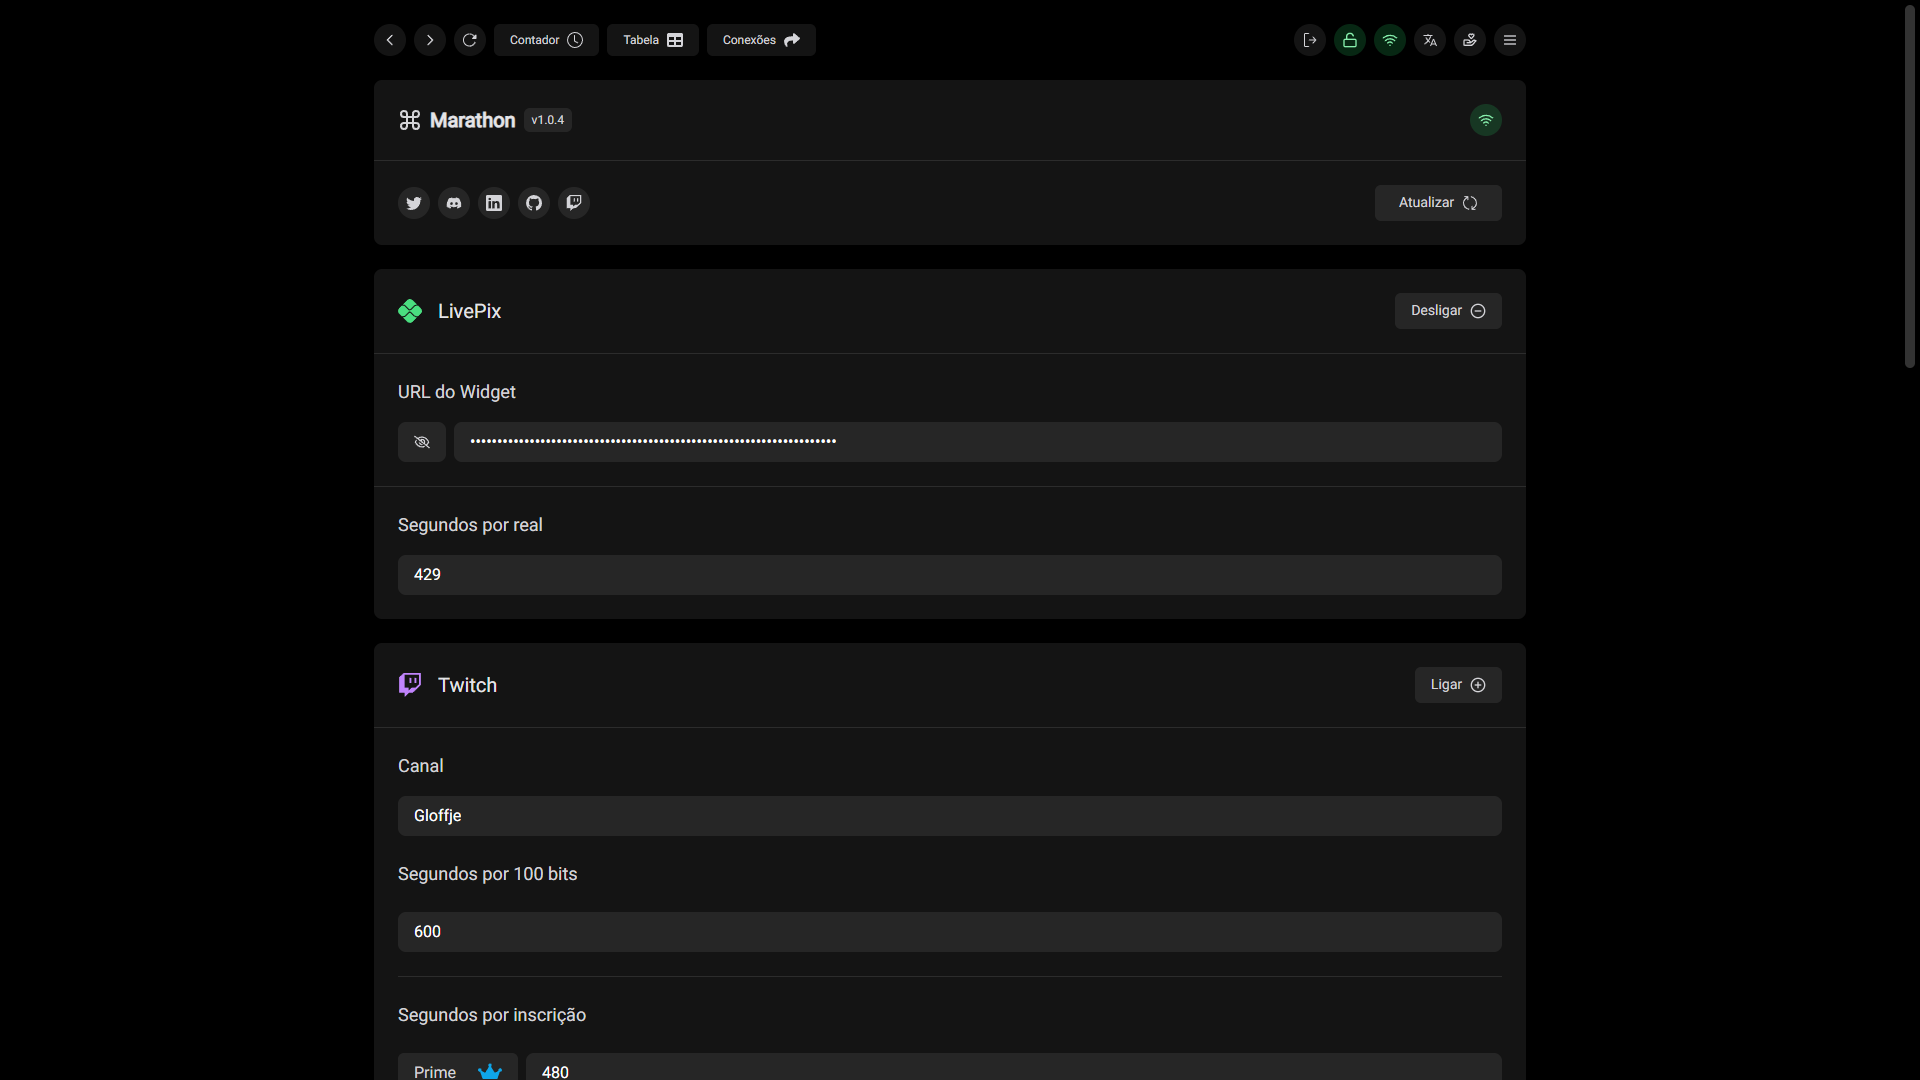 Contador
Tabela
Conexões
Marathon v1.0.4
Atualizar
LivePix
Desligar
URL do Widget
••••••••••••••••••••••••••••••••••••••••••••••••••••••••••••••••••••
Segundos por real
429
Twitch
Ligar
Canal
Gloffje
Segundos por 100 bits
600
Segundos por inscrição
Prime
480